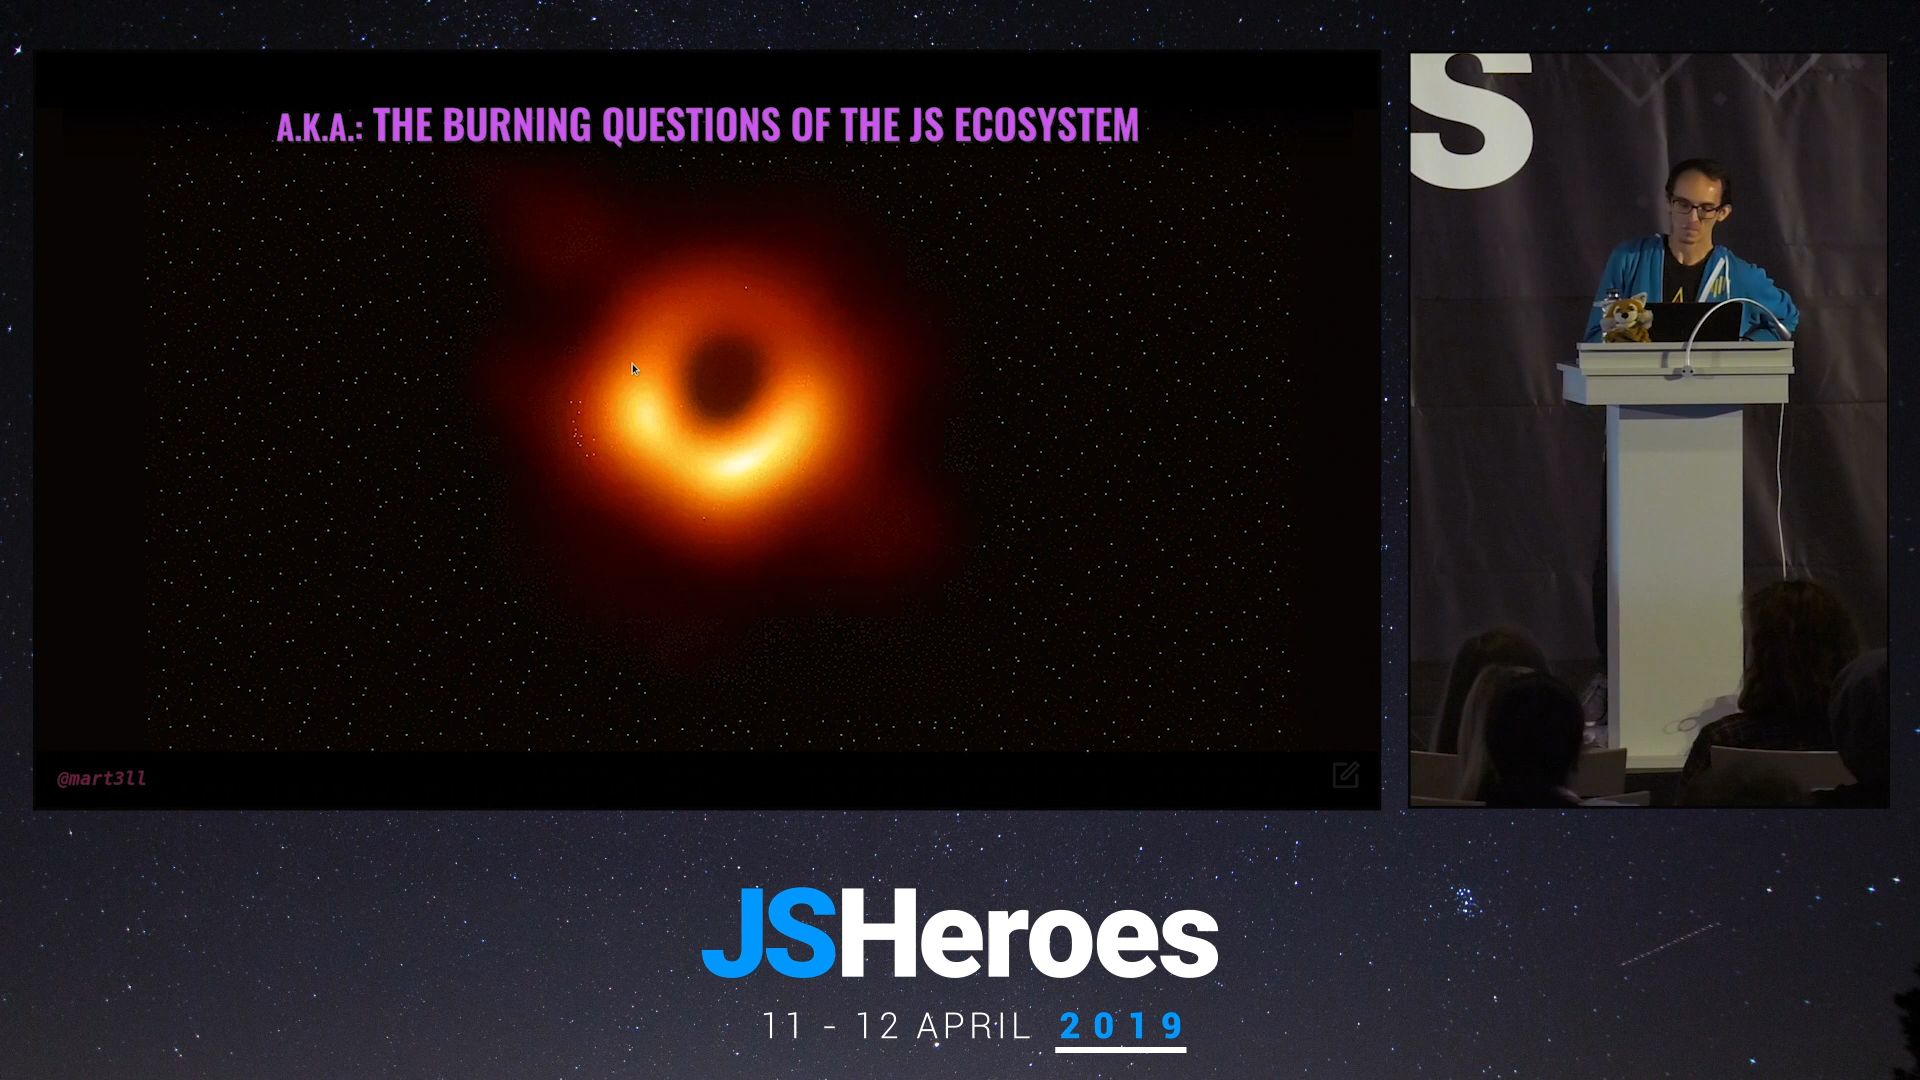 A.K.A.: THE BURNING QUESTIONS OF THE JS ECOSYSTEM
S
@mart3ll
JSHeroes
11 - 12 APRIL 2019